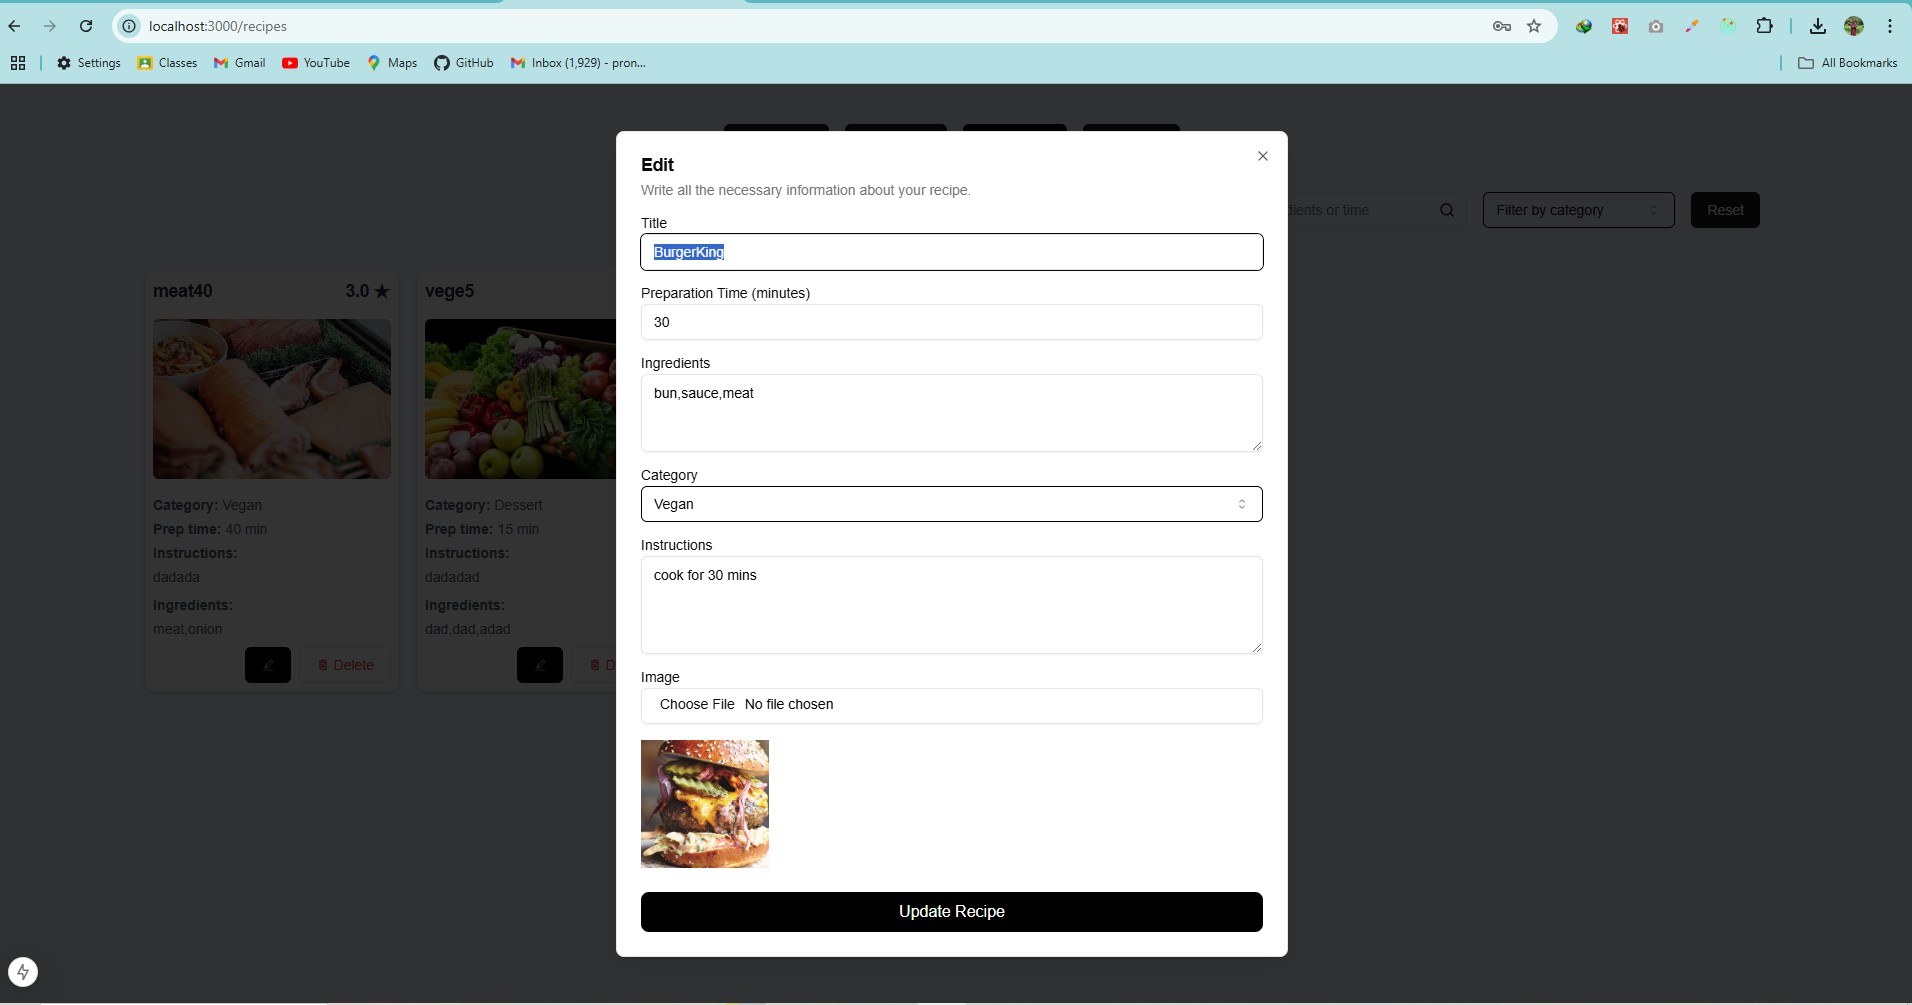 localhost:3000/recipes
Settings Classes Gmail YouTube Maps GitHub Inbox (1,929) - pron... All Bookmarks
Edit
Write all the necessary information about your recipe.
Title
BurgerKing
Preparation Time (minutes)
30
Ingredients
bun,sauce,meat
Category
Vegan
Instructions
cook for 30 mins
Image
Choose File No file chosen
Update Recipe
or time
Filter by category
Reset
meat40 3.0 ★
Category: Vegan
Prep time: 40 min
Instructions:
dadada
Ingredients:
meat,onion
Delete
vege5
Category: Dessert
Prep time: 15 min
Instructions:
dadadad
Ingredients:
dad,dad,adad